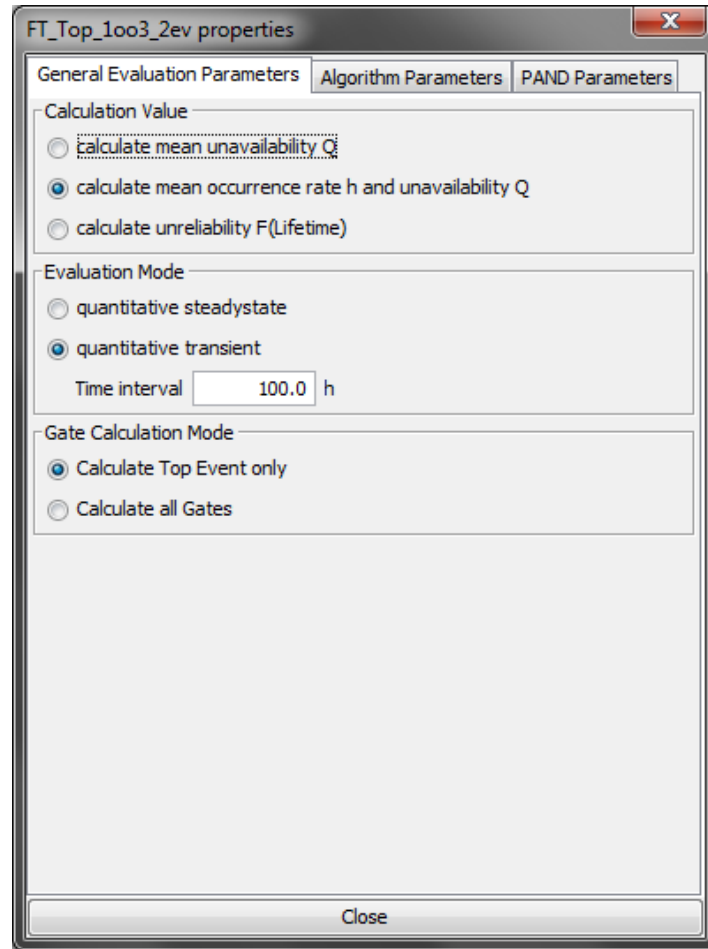 FT_Top_1oo3_2ev properties
General Evaluation Parameters Algorithm Parameters PAND Parameters
Calculation Value
calculate mean unavailability Q
calculate mean occurrence rate h and unavailability Q
calculate unreliability F(Lifetime)
Evaluation Mode
quantitative steadystate
quantitative transient
Time interval 100.0 h
Gate Calculation Mode
Calculate Top Event only
Calculate all Gates
Close